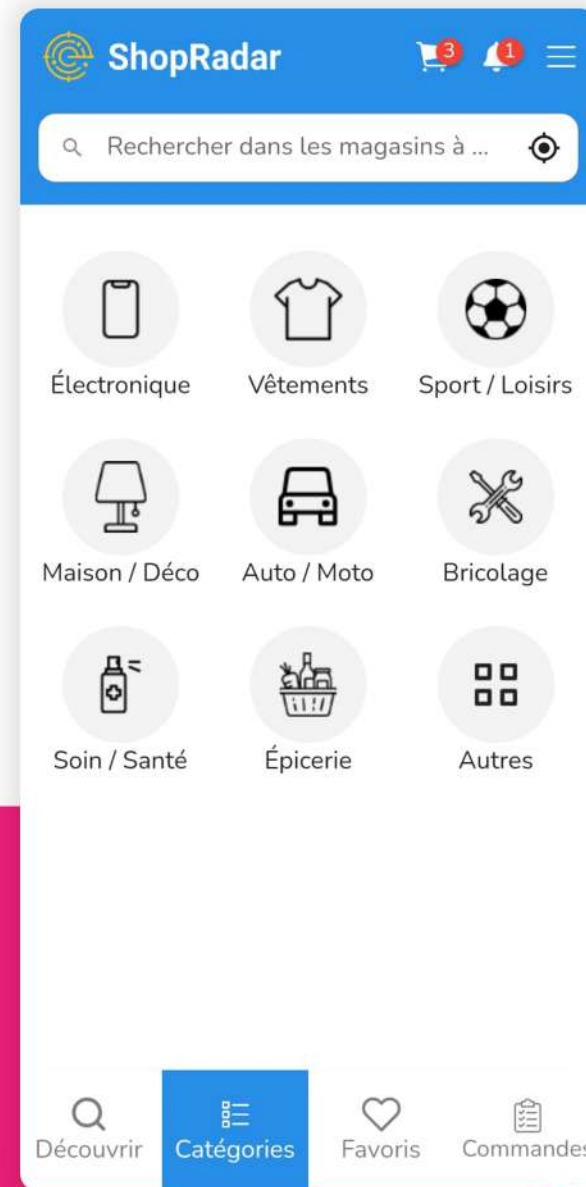 ShopRadar
3
1
Rechercher dans les magasins à ...
Électronique
Vêtements
Sport / Loisirs
Maison / Déco
Auto / Moto
Bricolage
Soin / Santé
Épicerie
Autres
Découvrir
Catégories
Favoris
Commandes